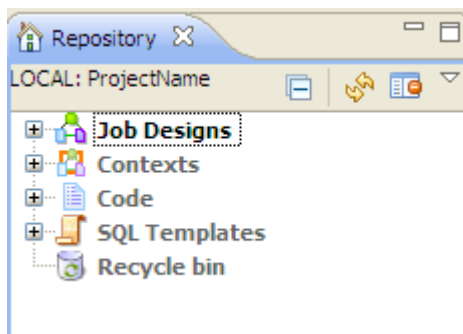 Repository
LOCAL: ProjectName
Job Designs
Contexts
Code
SQL Templates
Recycle bin